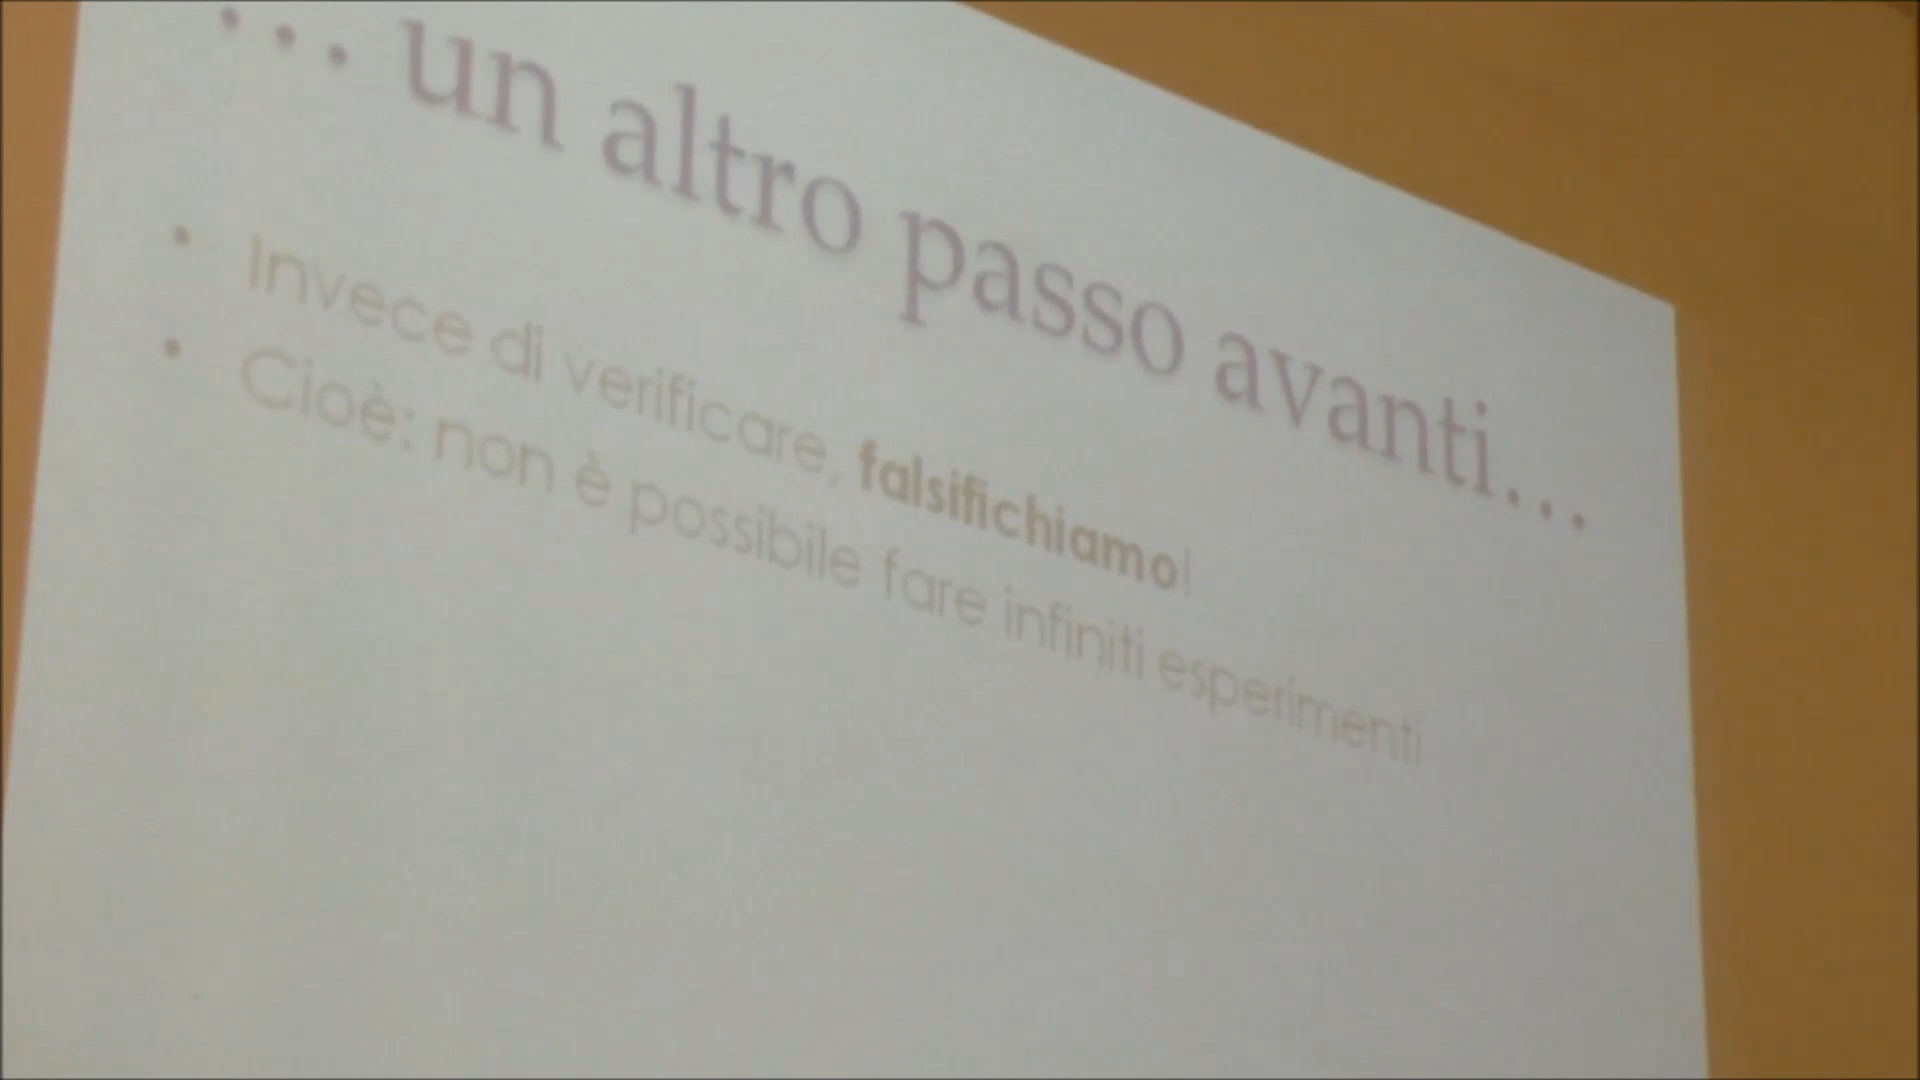 ... un altro passo avanti...
• Invece di verificare, falsifichiamo!
• Cioè: non è possibile fare infiniti esperimenti